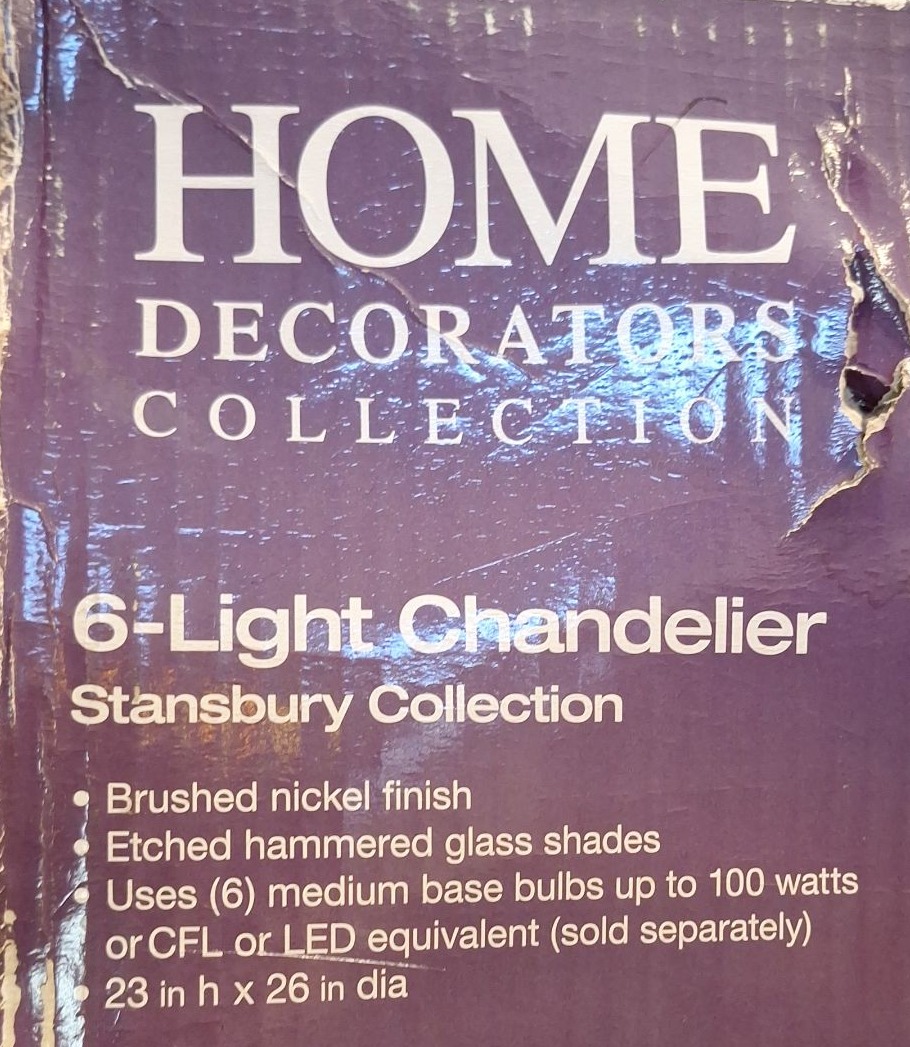 HOME
DECORATORS
COLLECTION
6-Light Chandelier
Stansbury Collection
• Brushed nickel finish
• Etched hammered glass shades
• Uses (6) medium base bulbs up to 100 watts
or CFL or LED equivalent (sold separately)
• 23 in h x 26 in dia